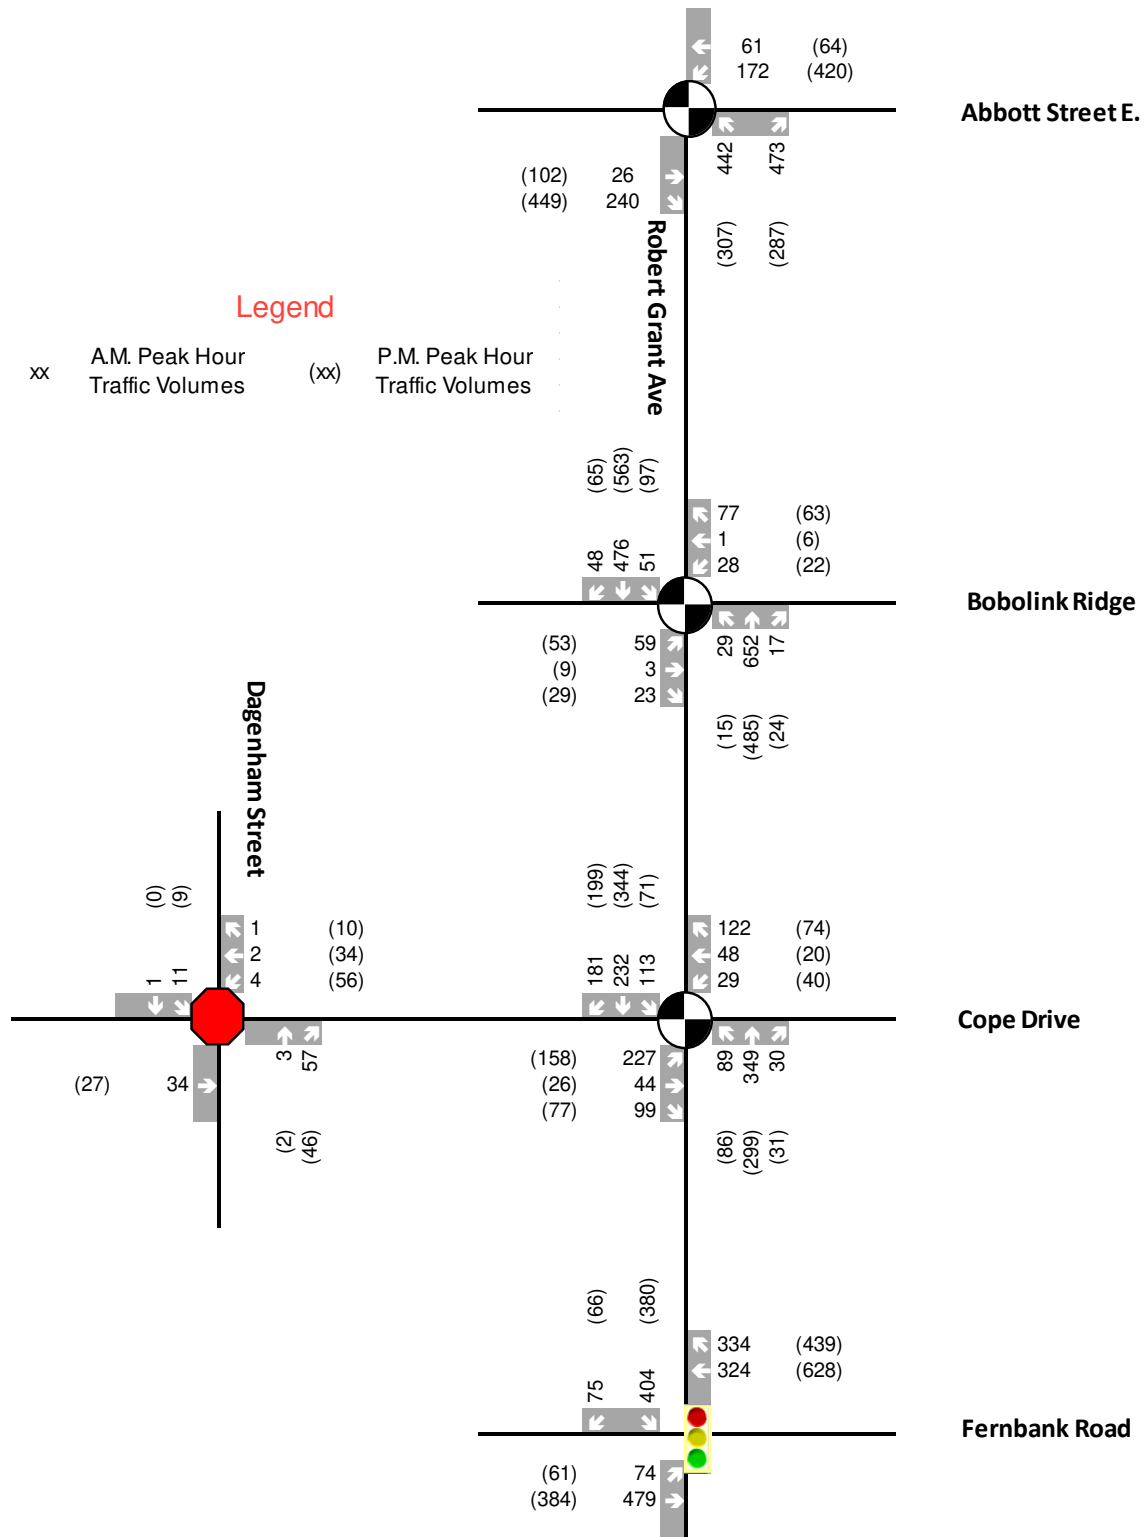 61 (64)
172 (420)
Abbott Street E.
442 473
(102) 26
(449) 240
(307) (287)
Robert Grant Ave
Legend
xx A.M. Peak Hour Traffic Volumes (xx) P.M. Peak Hour Traffic Volumes
(65) (563) (97)
48 476 51
77 (63)
1 (6)
28 (22)
Bobolink Ridge
(53) 59
(9) 3
(29) 23
29 652 17
(15) (485) (24)
Dagenham Street
(0) (9)
1 11
1 (10)
2 (34)
4 (56)
(27) 34
3 57
(2) (46)
(199) (344) (71)
181 232 113
122 (74)
48 (20)
29 (40)
Cope Drive
(158) 227
(26) 44
(77) 99
89 349 30
(86) (299) (31)
(66) (380)
75 404
334 (439)
324 (628)
Fernbank Road
(61) 74
(384) 479